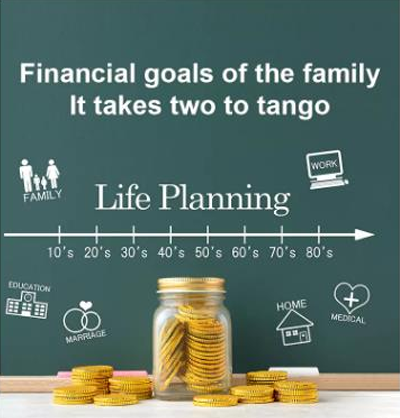 Financial goals of the family
It takes two to tango
WORK
FAMILY
Life Planning
10's 20's 30's 40's 50's 60's 70's 80's
EDUCATION
MARRIAGE
HOME
MEDICAL